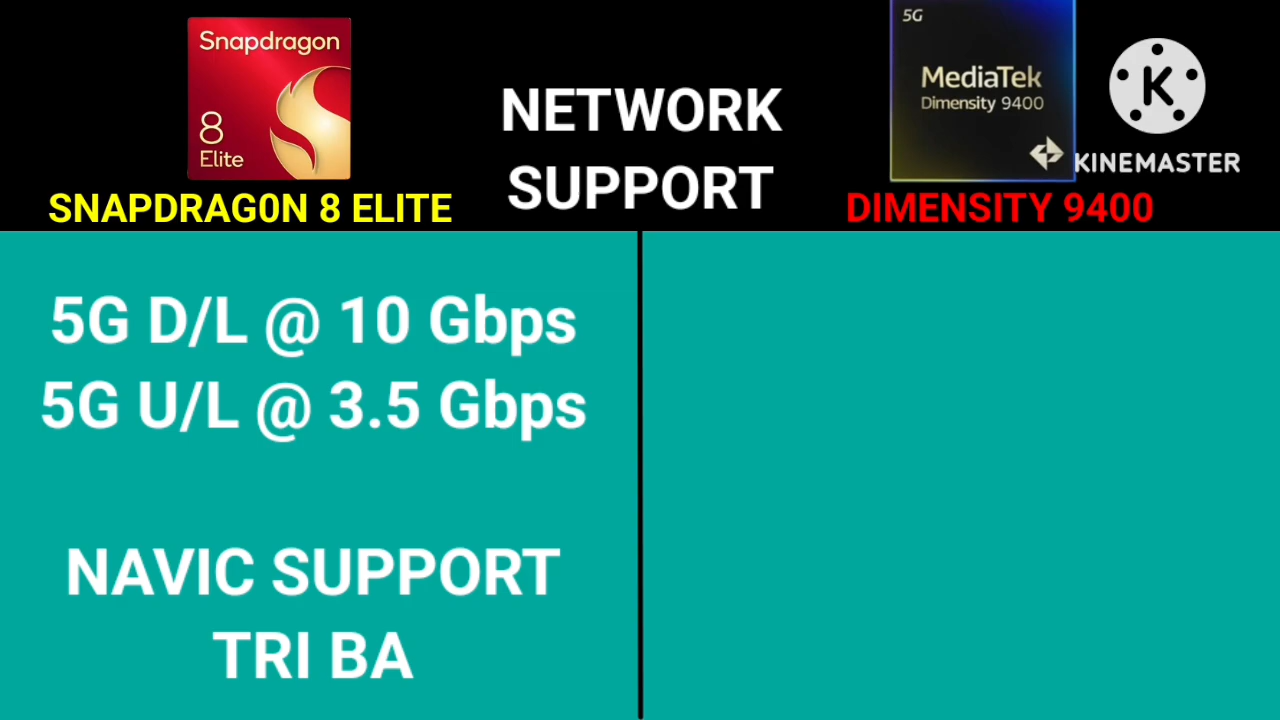 Snapdragon
8
Elite
SNAPDRAG0N 8 ELITE
NETWORK
SUPPORT
5G
MediaTek
Dimensity 9400
DIMENSITY 9400
K
KINEMASTER
5G D/L @ 10 Gbps
5G U/L @ 3.5 Gbps
NAVIC SUPPORT
TRI BA